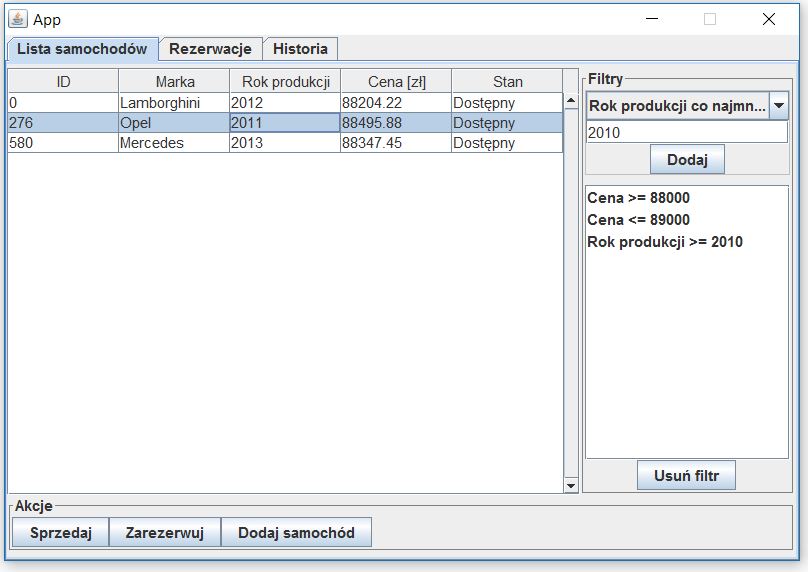 App
Lista samochodów Rezerwacje Historia
ID Marka Rok produkcji Cena [zł] Stan
0 Lamborghini 2012 88204.22 Dostępny
276 Opel 2011 88495.88 Dostępny
580 Mercedes 2013 88347.45 Dostępny
Filtry
Rok produkcji co najmn...
2010
Dodaj
Cena >= 88000
Cena <= 89000
Rok produkcji >= 2010
Usuń filtr
Akcje
Sprzedaj Zarezerwuj Dodaj samochód